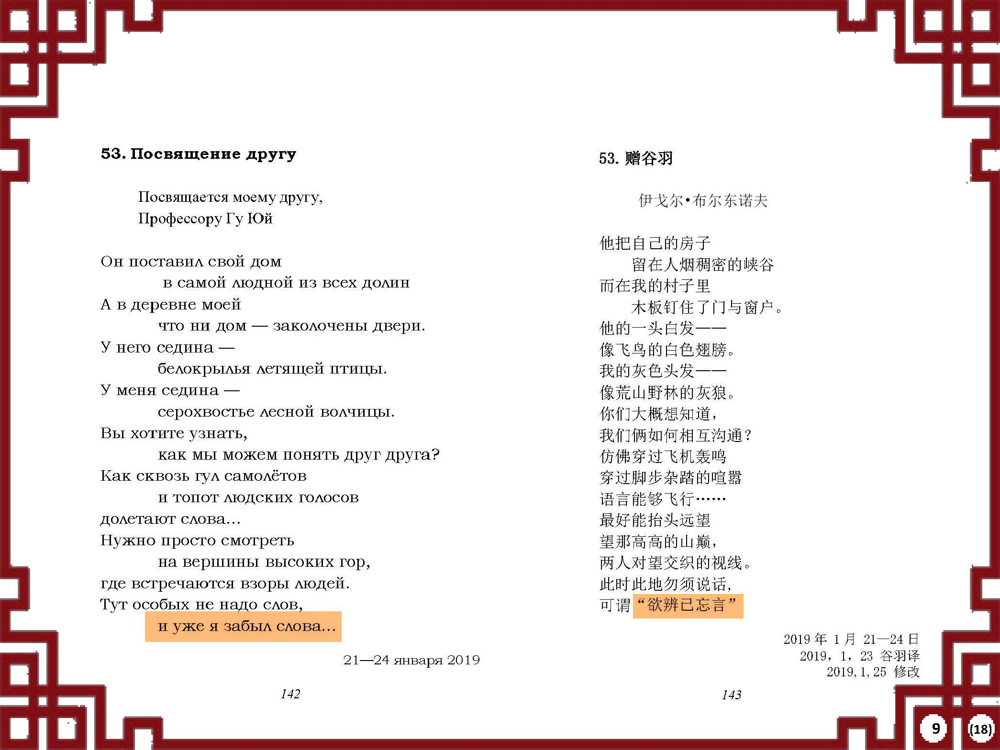 53. Посвящение другу
Посвящается моему другу,
Профессору Гу Юй
Он поставил свой дом
в самой людной из всех долин
А в деревне моей
что ни дом — заколочены двери.
У него седина —
белокрылья летящей птицы.
У меня седина —
серохвостье лесной волчицы.
Вы хотите узнать,
как мы можем понять друг друга?
Как сквозь гул самолётов
и топот людских голосов
долетают слова...
Нужно просто смотреть
на вершины высоких гор,
где встречаются взоры людей.
Тут особых не надо слов,
и уже я забыл слова...
21—24 января 2019
142
53. 赠谷羽
伊戈尔•布尔东诺夫
他把自己的房子
留在人烟稠密的峡谷
而在我的村子里
木板钉住了门与窗户。
他的一头白发——
像飞鸟的白色翅膀。
我的灰色头发——
像荒山野林的灰狼。
你们大概想知道，
我们俩如何相互沟通？
仿佛穿过飞机轰鸣
穿过脚步杂踏的喧嚣
语言能够飞行……
最好能抬头远望
望那高高的山巅，
两人对望交织的视线。
此时此地勿须说话,
可谓“欲辨已忘言”
2019 年 1 月 21—24 日
2019，1，23 谷羽译
2019,1,25 修改
143
9 (18)